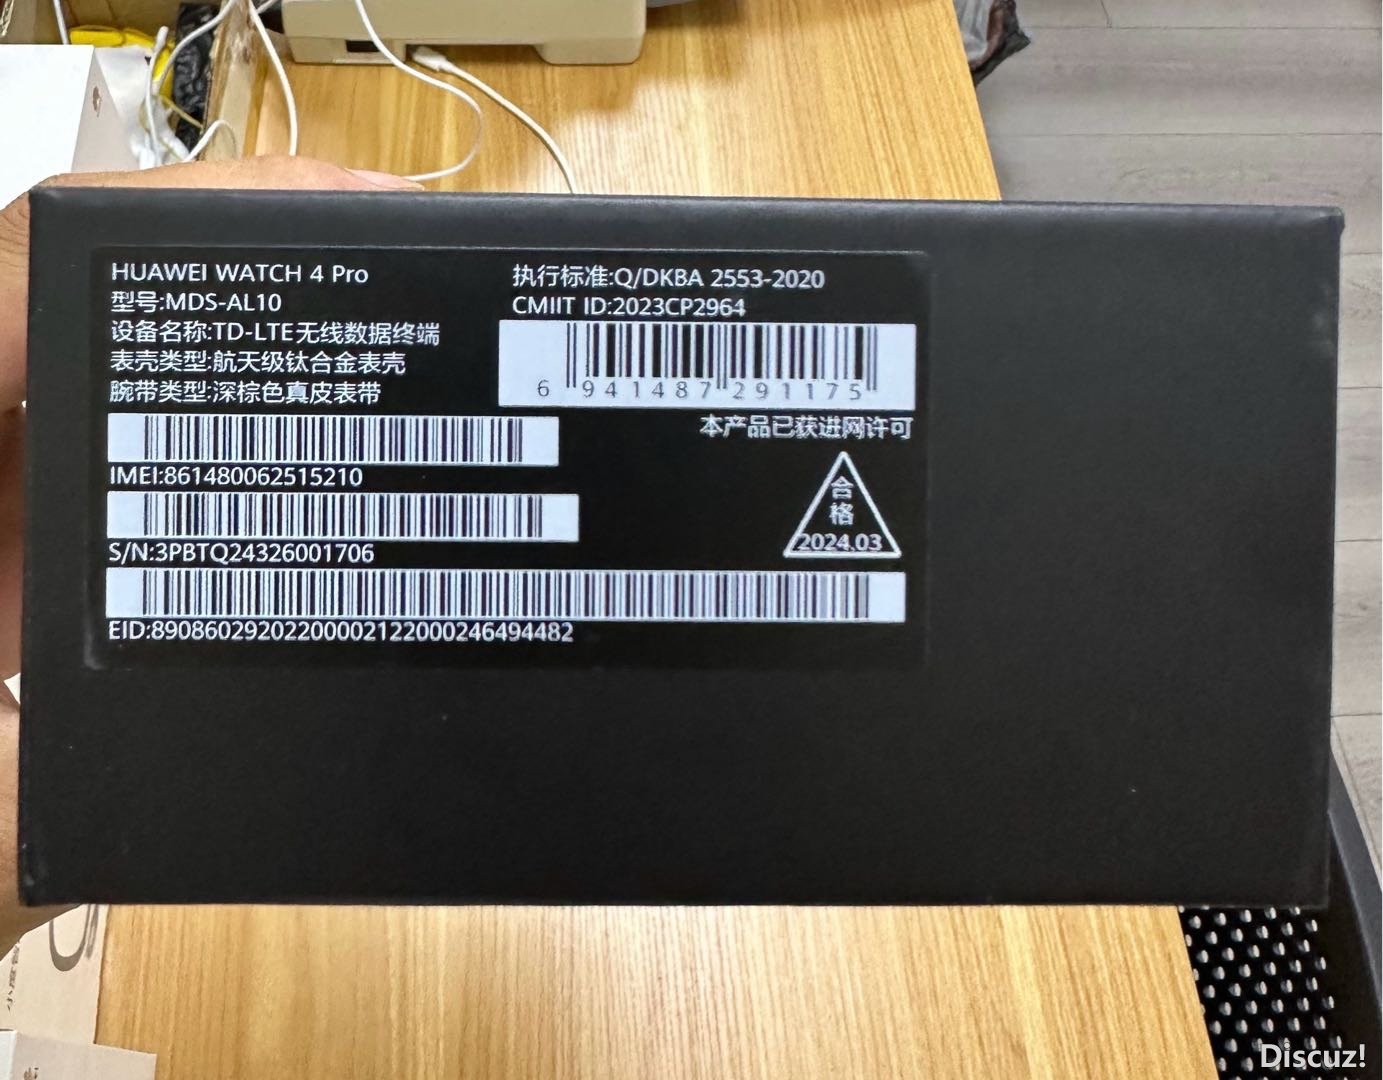 HUAWEI WATCH 4 Pro
型号:MDS-AL10
设备名称:TD-LTE无线数据终端
表壳类型:航天级钛合金表壳
腕带类型:深棕色真皮表带
执行标准:Q/DKBA 2553-2020
CMIIT ID:2023CP2964
6 941487 291175
本产品已获进网许可
合
格
2024.03
IMEI:861480062515210
S/N:3PBTQ24326001706
EID:89086029202200002122000246494482
Discuz!